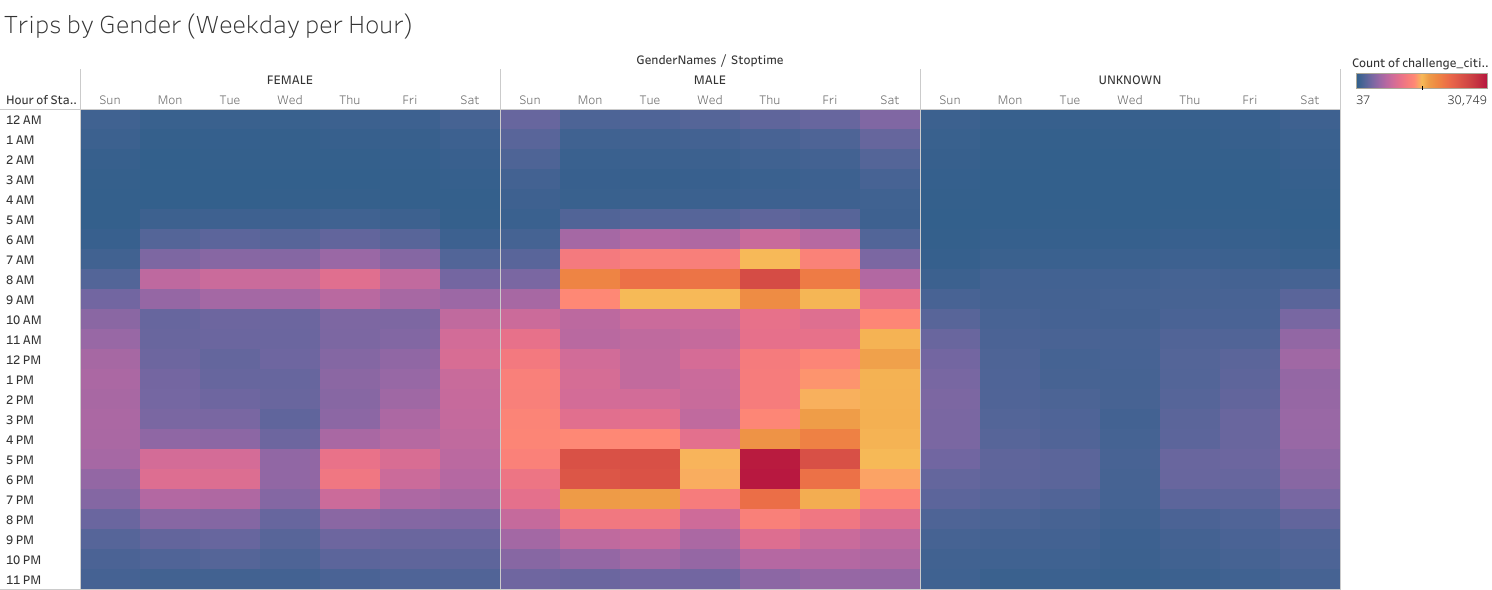 Trips by Gender (Weekday per Hour)
GenderNames / Stoptime
Count of challenge_citi..
37 30,749
FEMALE MALE UNKNOWN
Hour of Sta.. Sun Mon Tue Wed Thu Fri Sat Sun Mon Tue Wed Thu Fri Sat Sun Mon Tue Wed Thu Fri Sat
12 AM
1 AM
2 AM
3 AM
4 AM
5 AM
6 AM
7 AM
8 AM
9 AM
10 AM
11 AM
12 PM
1 PM
2 PM
3 PM
4 PM
5 PM
6 PM
7 PM
8 PM
9 PM
10 PM
11 PM